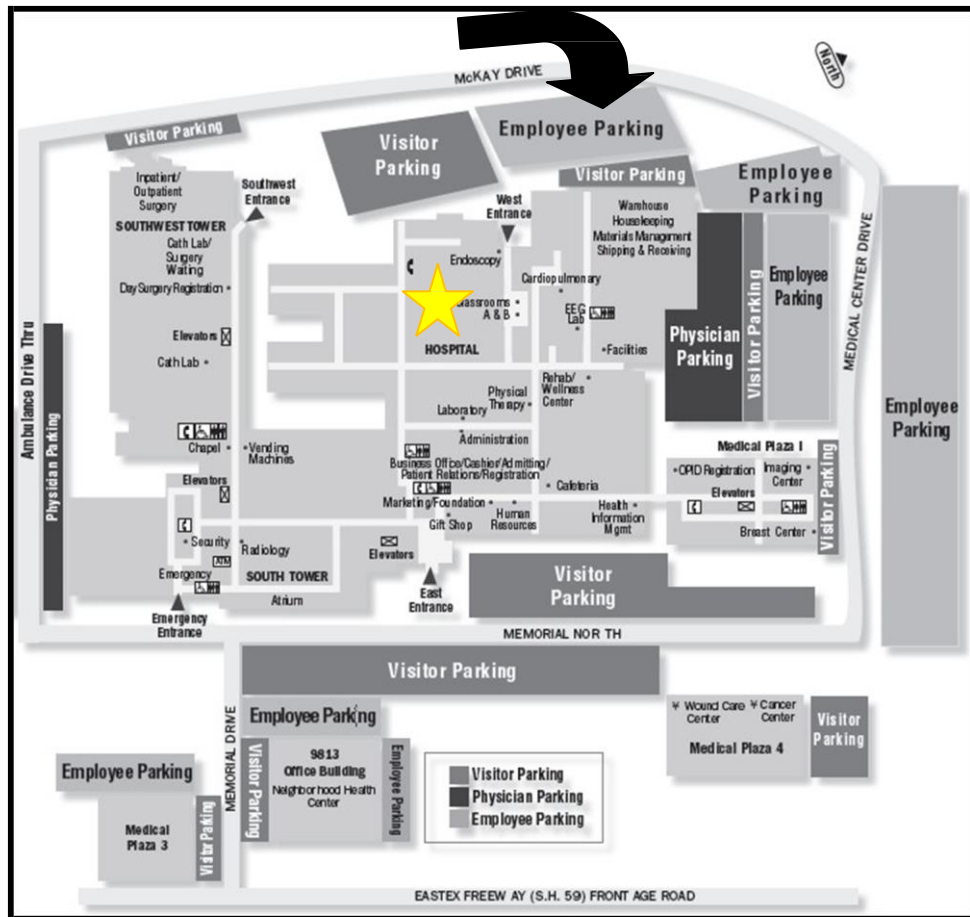 North
McKAY DRIVE
Visitor Parking
Visitor
Parking
Employee Parking
Visitor Parking
Employee
Parking
Inpatient/
Outpatient
Surgery
SOUTHWEST TOWER
Cath Lab/
Surgery
Waiting
Day Surgery Registration
Elevators
Cath Lab
Southwest
Entrance
West
Entrance
Endoscopy
Warehouse
Housekeeping
Materials Management
Shipping & Receiving
Cardiopulmonary
lassrooms
A & B
EEG
Lab
Facilities
HOSPITAL
Physician
Parking
Visitor Parking
Employee
Parking
MEDICAL CENTER DRIVE
Employee
Parking
Ambulance Drive Thru
Physician Parking
Rehab/
Wellness
Center
Physical
Therapy
Laboratory
Administration
Business Office/Cashier/Admitting/
Patient Relations/Registration
Cafeteria
Marketing/Foundation
Gift Shop
Human
Resources
Health
Information
Mgmt
Chapel
Vending
Machines
Elevators
Security
Radiology
ATM
Emergency
SOUTH TOWER
Atrium
Elevators
Emergency
Entrance
East
Entrance
Medical Plaza I
OPID Registration
Imaging
Center
Elevators
Breast Center
Visitor Parking
Visitor
Parking
MEMORIAL NOR TH
Visitor Parking
MEMORIAL DRIVE
Employee Parking
Visitor Parking
9813
Office Building
Neighborhood Health
Center
Employee Parking
¥ Wound Care
Center
¥ Cancer
Center
Medical Plaza 4
Visitor
Parking
Employee Parking
Medical
Plaza 3
Visitor Parking
Visitor Parking
Physician Parking
Employee Parking
EASTEX FREEW AY (S.H. 59) FRONT AGE ROAD